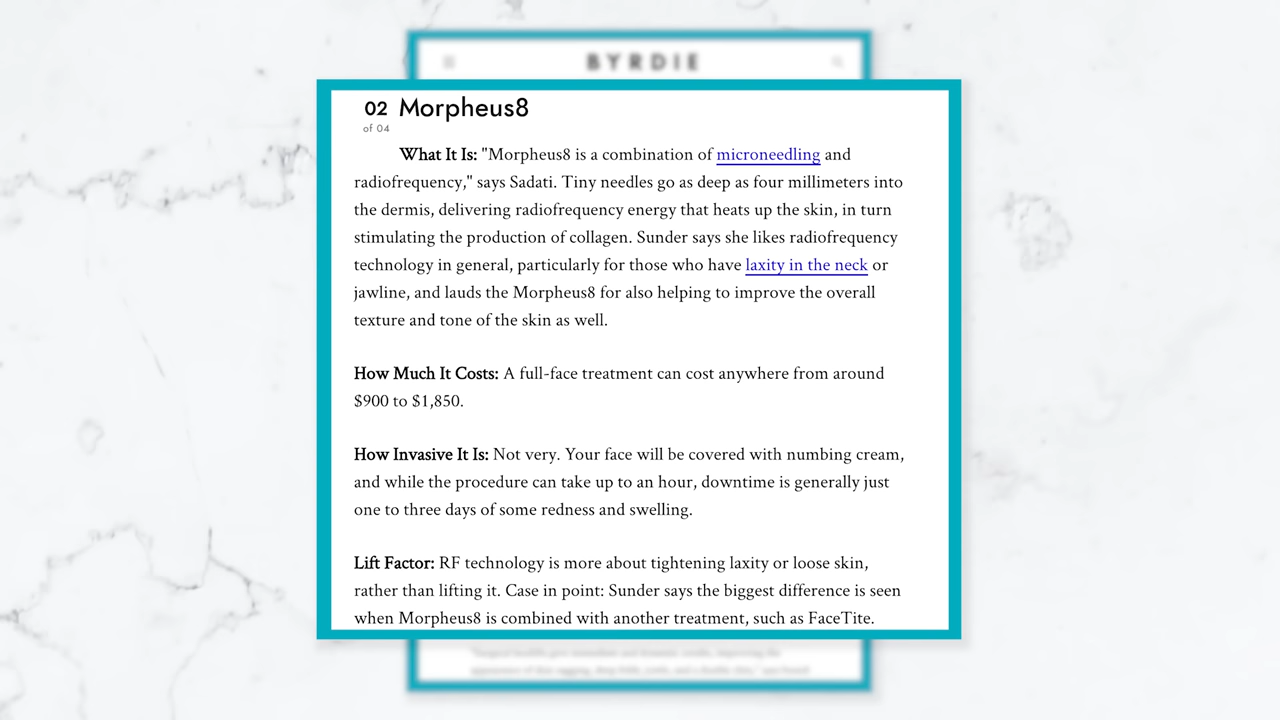 BYRDIE
02 Morpheus8
of 04
What It Is: "Morpheus8 is a combination of microneedling and
radiofrequency," says Sadati. Tiny needles go as deep as four millimeters into
the dermis, delivering radiofrequency energy that heats up the skin, in turn
stimulating the production of collagen. Sunder says she likes radiofrequency
technology in general, particularly for those who have laxity in the neck or
jawline, and lauds the Morpheus8 for also helping to improve the overall
texture and tone of the skin as well.
How Much It Costs: A full-face treatment can cost anywhere from around
$900 to $1,850.
How Invasive It Is: Not very. Your face will be covered with numbing cream,
and while the procedure can take up to an hour, downtime is generally just
one to three days of some redness and swelling.
Lift Factor: RF technology is more about tightening laxity or loose skin,
rather than lifting it. Case in point: Sunder says the biggest difference is seen
when Morpheus8 is combined with another treatment, such as FaceTite.